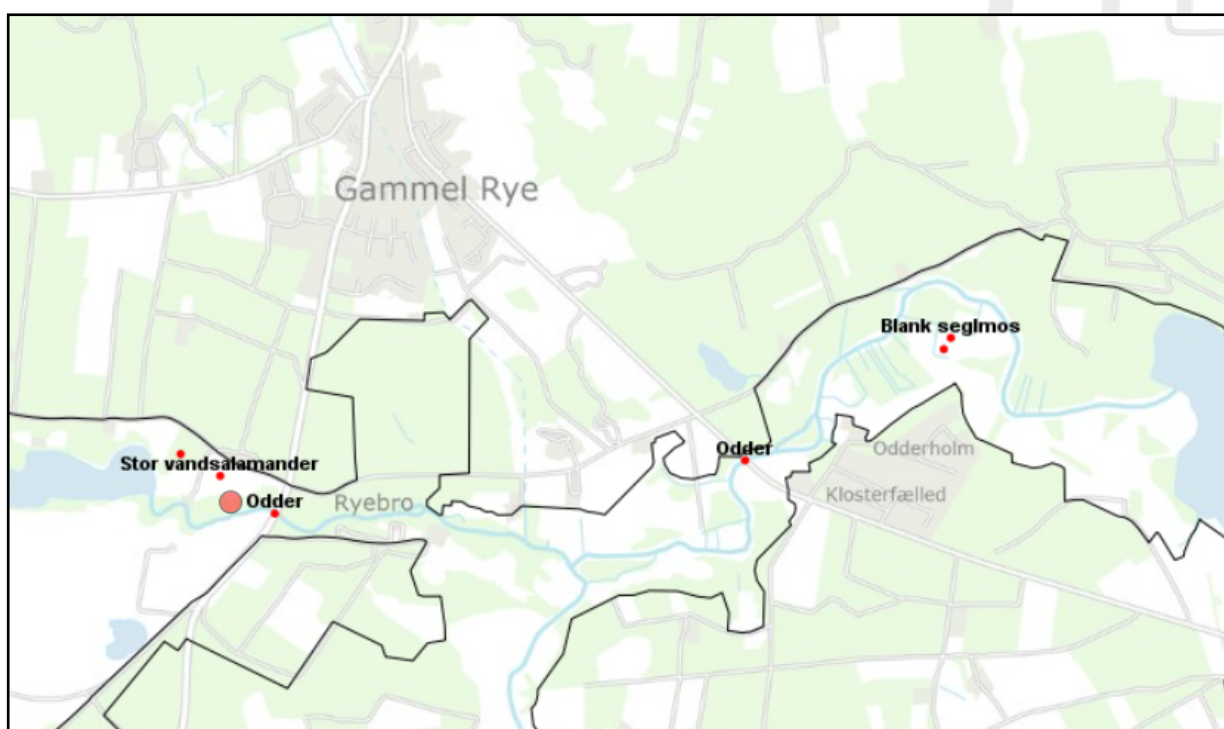 Gammel Rye
Blank seglmos
Odder
Odderholm
Stor vandsalamander
Klosterfælled
Odder
Ryebro